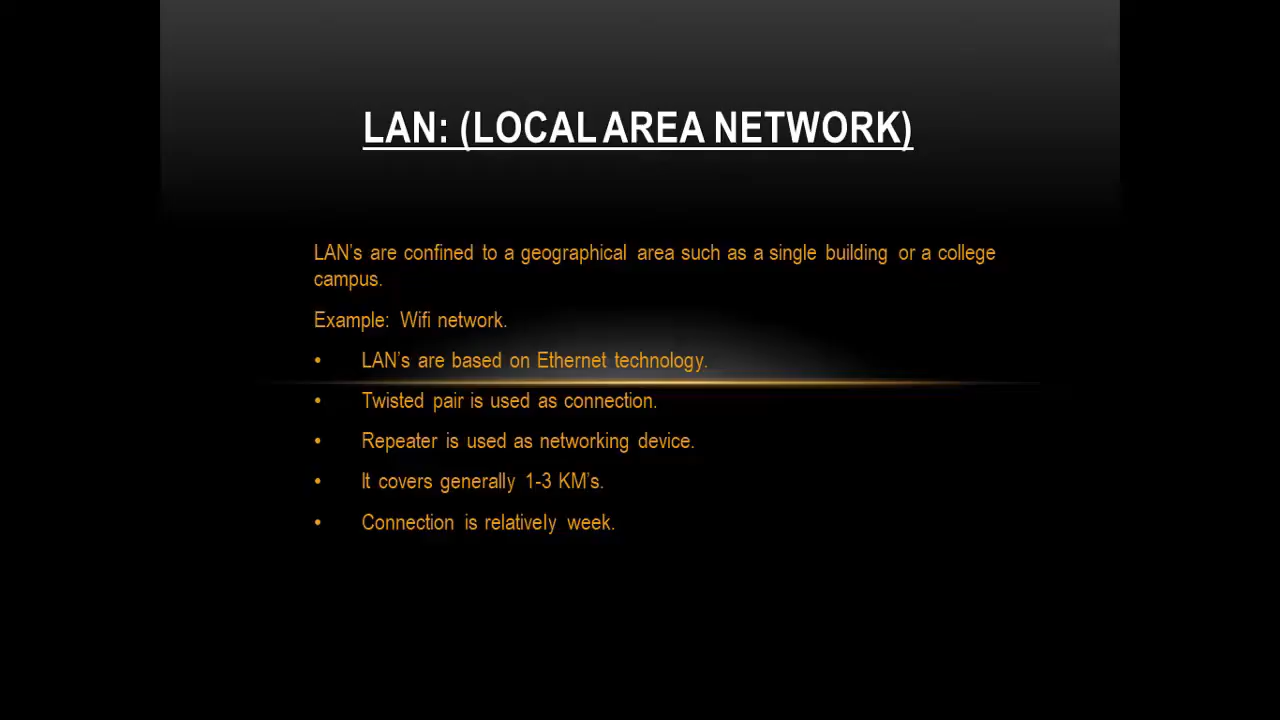 LAN: (LOCAL AREA NETWORK)
LAN's are confined to a geographical area such as a single building or a college
campus.
Example: Wifi network.
• LAN's are based on Ethernet technology.
• Twisted pair is used as connection.
• Repeater is used as networking device.
• It covers generally 1-3 KM's.
• Connection is relatively week.